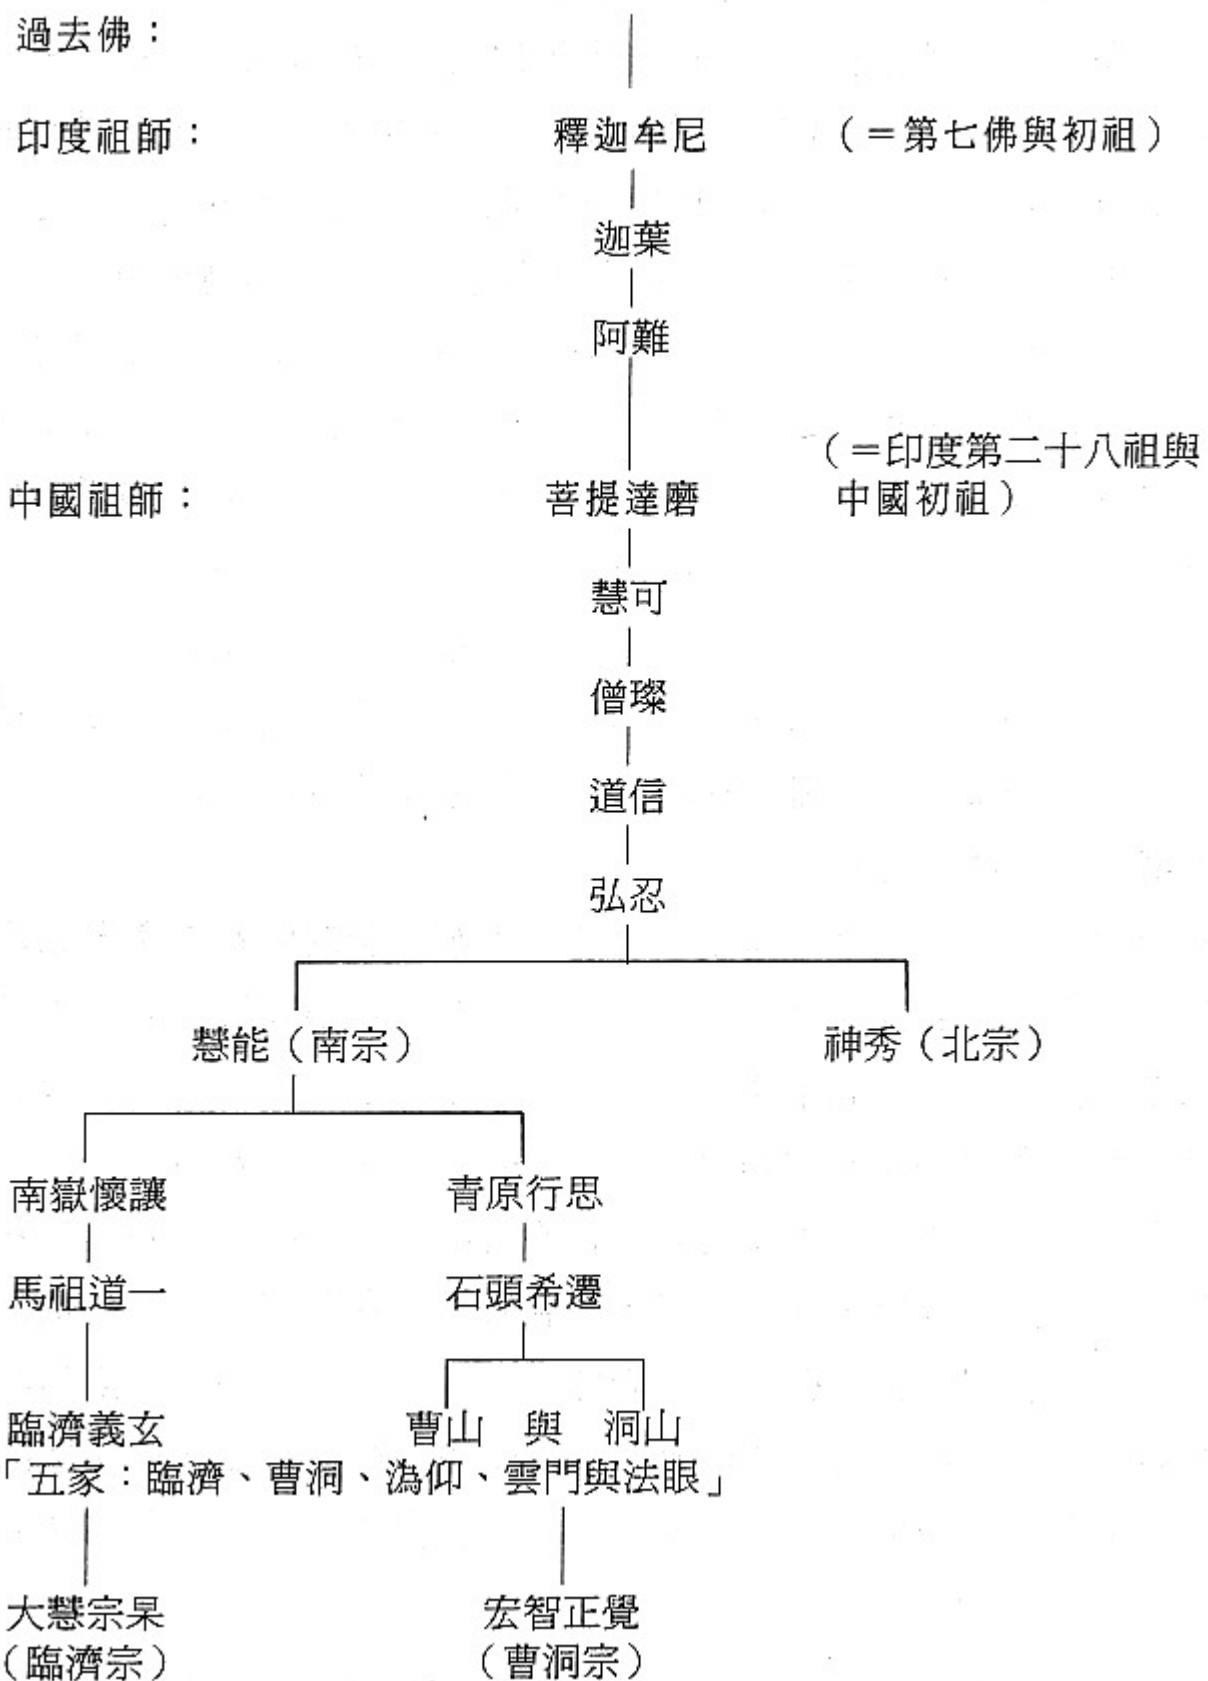 過去佛：
印度祖師：　釋迦牟尼　（＝第七佛與初祖）
迦葉
阿難
（＝印度第二十八祖與
中國祖師：　菩提達磨　中國初祖）
慧可
僧璨
道信
弘忍
慧能（南宗）　神秀（北宗）
南嶽懷讓　青原行思
馬祖道一　石頭希遷
臨濟義玄　曹山　與　洞山
「五家：臨濟、曹洞、溈仰、雲門與法眼」
大慧宗杲　宏智正覺
（臨濟宗）　（曹洞宗）